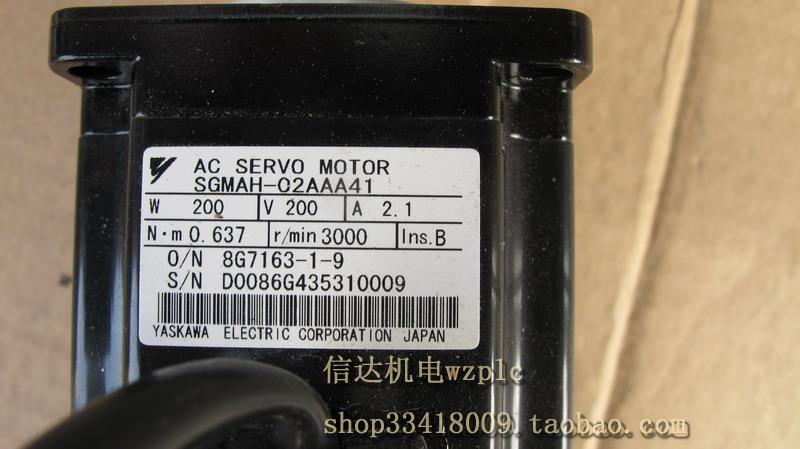 AC SERVO MOTOR
SGMAH-02AAA41
W 200 V 200 A 2.1
N·m 0.637 r/min 3000 Ins.B
O/N 8G7163-1-9
S/N D0086G435310009
YASKAWA ELECTRIC CORPORATION JAPAN
信达机电wzplc
shop33418009.taobao.com